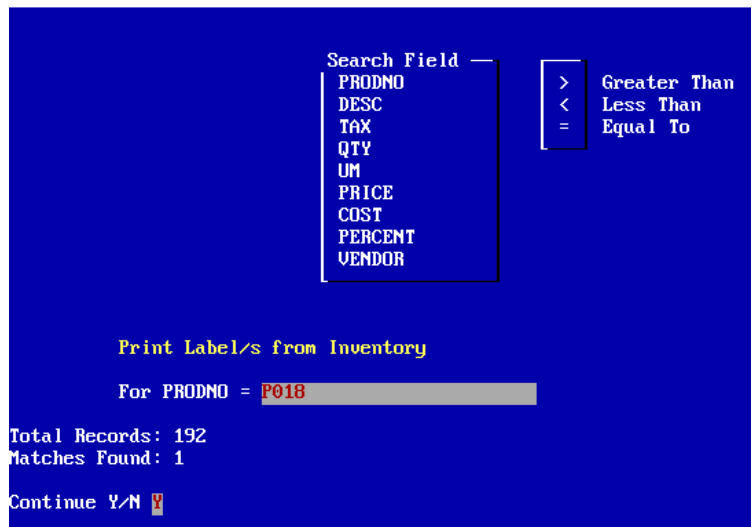 Search Field
PRODNO
DESC
TAX
QTY
UM
PRICE
COST
PERCENT
VENDOR
> Greater Than
< Less Than
= Equal To
Print Label/s from Inventory
For PRODNO = P018
Total Records: 192
Matches Found: 1
Continue Y/N Y